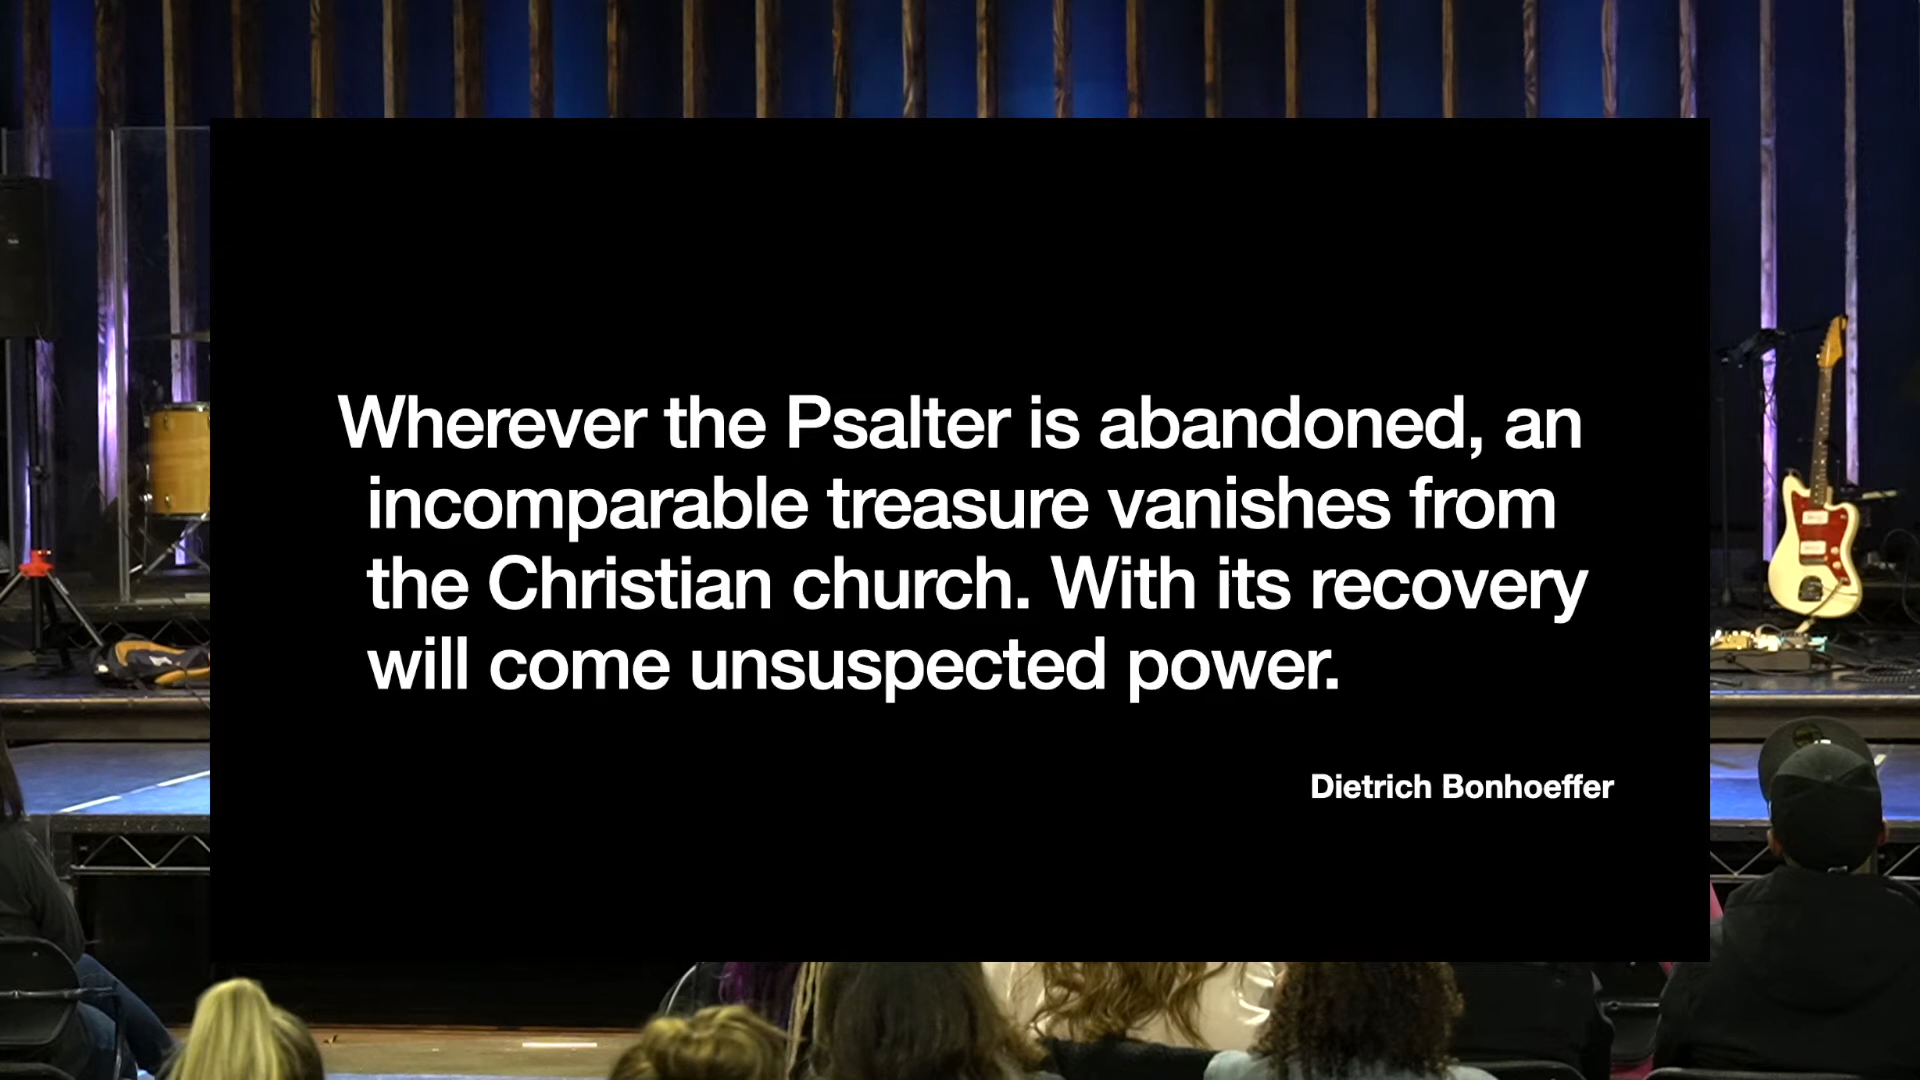 Wherever the Psalter is abandoned, an
incomparable treasure vanishes from
the Christian church. With its recovery
will come unsuspected power.
Dietrich Bonhoeffer